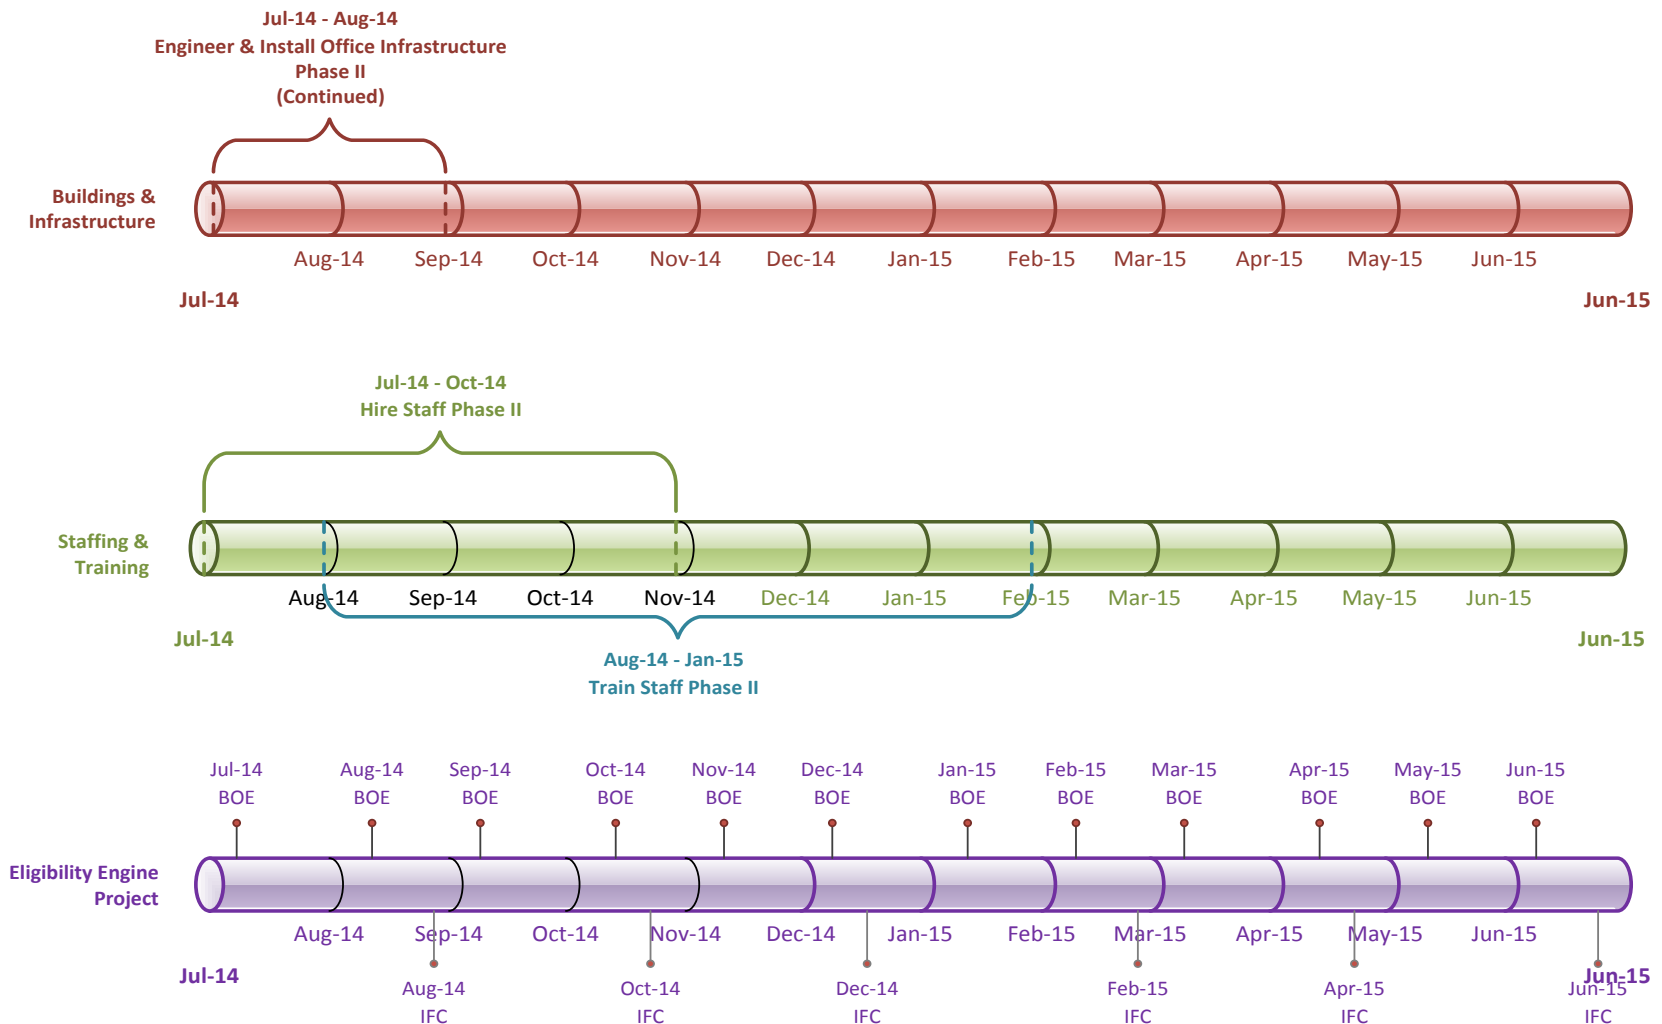 Jul-14 - Aug-14
Engineer & Install Office Infrastructure
Phase II
(Continued)
Buildings &
Infrastructure
Aug-14 Sep-14 Oct-14 Nov-14 Dec-14 Jan-15 Feb-15 Mar-15 Apr-15 May-15 Jun-15
Jul-14 Jun-15
Jul-14 - Oct-14
Hire Staff Phase II
Staffing &
Training
Aug-14 Sep-14 Oct-14 Nov-14 Dec-14 Jan-15 Feb-15 Mar-15 Apr-15 May-15 Jun-15
Jul-14 Jun-15
Aug-14 - Jan-15
Train Staff Phase II
Jul-14 Aug-14 Sep-14 Oct-14 Nov-14 Dec-14 Jan-15 Feb-15 Mar-15 Apr-15 May-15 Jun-15
BOE BOE BOE BOE BOE BOE BOE BOE BOE BOE BOE BOE
Eligibility Engine
Project
Aug-14 Sep-14 Oct-14 Nov-14 Dec-14 Jan-15 Feb-15 Mar-15 Apr-15 May-15 Jun-15
Jul-14 Jun-15
Aug-14 Oct-14 Dec-14 Feb-15 Apr-15 Jun-15
IFC IFC IFC IFC IFC IFC